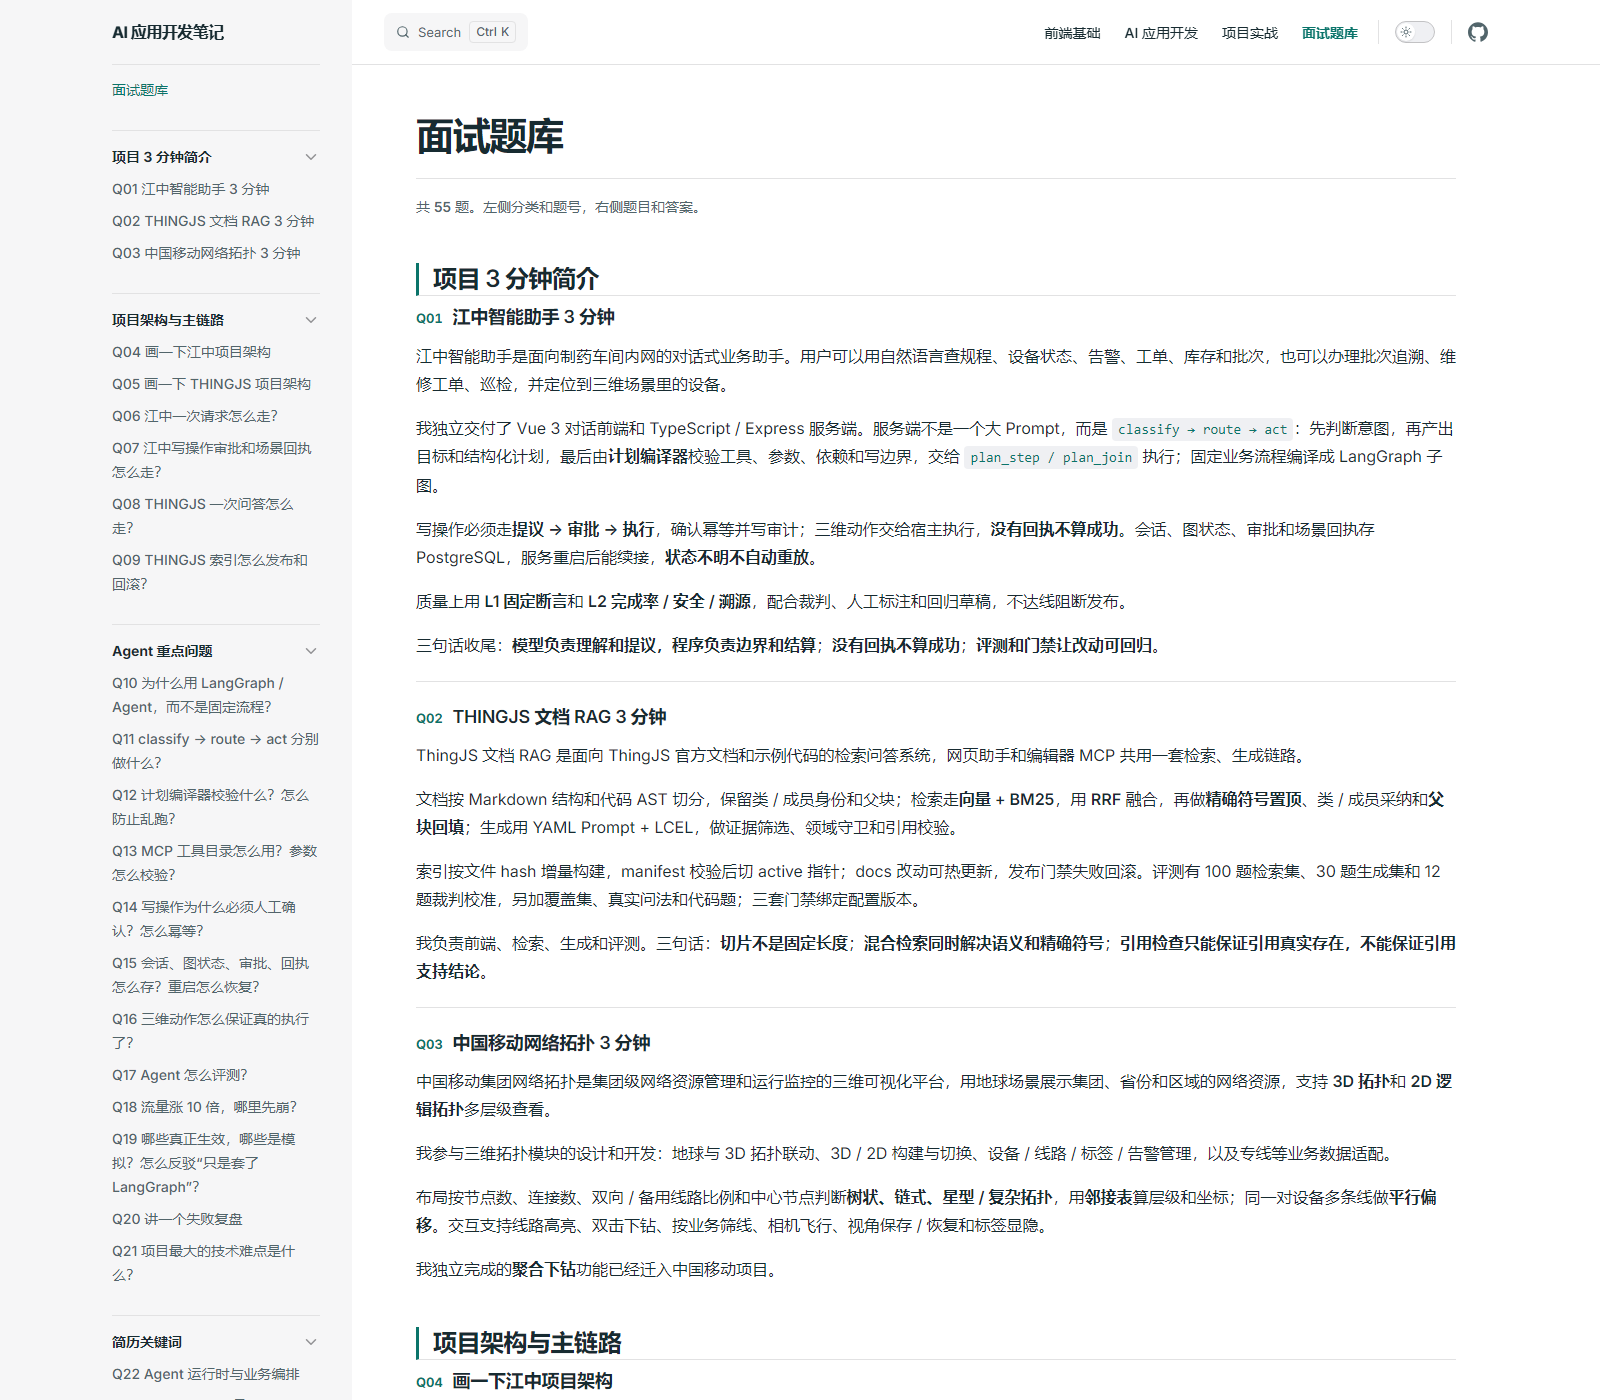 AI 应用开发笔记
Search Ctrl K
前端基础 AI 应用开发 项目实战 面试题库
面试题库
项目 3 分钟简介
Q01 江中智能助手 3 分钟
Q02 THINGJS 文档 RAG 3 分钟
Q03 中国移动网络拓扑 3 分钟
项目架构与主链路
Q04 画一下江中项目架构
Q05 画一下 THINGJS 项目架构
Q06 江中一次请求怎么走？
Q07 江中写操作审批和场景回执
怎么走？
Q08 THINGJS 一次问答怎么
走？
Q09 THINGJS 索引怎么发布和
回滚？
Agent 重点问题
Q10 为什么用 LangGraph /
Agent，而不是固定流程？
Q11 classify → route → act 分别
做什么？
Q12 计划编译器校验什么？怎么
防止乱跑？
Q13 MCP 工具目录怎么用？参数
怎么校验？
Q14 写操作为什么必须人工确
认？怎么幂等？
Q15 会话、图状态、审批、回执
怎么存？重启怎么恢复？
Q16 三维动作怎么保证真的执行
了？
Q17 Agent 怎么评测？
Q18 流量涨 10 倍，哪里先崩？
Q19 哪些真正生效，哪些是模
拟？怎么反驳“只是套了
LangGraph”？
Q20 讲一个失败复盘
Q21 项目最大的技术难点是什
么？
简历关键词
Q22 Agent 运行时与业务编排
面试题库
共 55 题。左侧分类和题号，右侧题目和答案。
项目 3 分钟简介
Q01 江中智能助手 3 分钟
江中智能助手是面向制药车间内网的对话式业务助手。用户可以用自然语言查规程、设备状态、告警、工单、库存和批次，也可以办理批次追溯、维
修工单、巡检，并定位到三维场景里的设备。
我独立交付了 Vue 3 对话前端和 TypeScript / Express 服务端。服务端不是一个大 Prompt，而是 classify → route → act ：先判断意图，再产出
目标和结构化计划，最后由计划编译器校验工具、参数、依赖和写边界，交给 plan_step / plan_join 执行；固定业务流程编译成 LangGraph 子
图。
写操作必须走提议 → 审批 → 执行，确认幂等并写审计；三维动作交给宿主执行，没有回执不算成功。会话、图状态、审批和场景回执存
PostgreSQL，服务重启后能续接，状态不明不自动重放。
质量上用 L1 固定断言和 L2 完成率 / 安全 / 溯源，配合裁判、人工标注和回归草稿，不达线阻断发布。
三句话收尾：模型负责理解和提议，程序负责边界和结算；没有回执不算成功；评测和门禁让改动可回归。
Q02 THINGJS 文档 RAG 3 分钟
ThingJS 文档 RAG 是面向 ThingJS 官方文档和示例代码的检索问答系统，网页助手和编辑器 MCP 共用一套检索、生成链路。
文档按 Markdown 结构和代码 AST 切分，保留类 / 成员身份和父块；检索走向量 + BM25，用 RRF 融合，再做精确符号置顶、类 / 成员采纳和父
块回填；生成用 YAML Prompt + LCEL，做证据筛选、领域守卫和引用校验。
索引按文件 hash 增量构建，manifest 校验后切 active 指针；docs 改动可热更新，发布门禁失败回滚。评测有 100 题检索集、30 题生成集和 12
题裁判校准，另加覆盖集、真实问法和代码题；三套门禁绑定配置版本。
我负责前端、检索、生成和评测。三句话：切片不是固定长度；混合检索同时解决语义和精确符号；引用检查只能保证引用真实存在，不能保证引用
支持结论。
Q03 中国移动网络拓扑 3 分钟
中国移动集团网络拓扑是集团级网络资源管理和运行监控的三维可视化平台，用地球场景展示集团、省份和区域的网络资源，支持 3D 拓扑和 2D 逻
辑拓扑多层级查看。
我参与三维拓扑模块的设计和开发：地球与 3D 拓扑联动、3D / 2D 构建与切换、设备 / 线路 / 标签 / 告警管理，以及专线等业务数据适配。
布局按节点数、连接数、双向 / 备用线路比例和中心节点判断树状、链式、星型 / 复杂拓扑，用邻接表算层级和坐标；同一对设备多条线做平行偏
移。交互支持线路高亮、双击下钻、按业务筛线、相机飞行、视角保存 / 恢复和标签显隐。
我独立完成的聚合下钻功能已经迁入中国移动项目。
项目架构与主链路
Q04 画一下江中项目架构